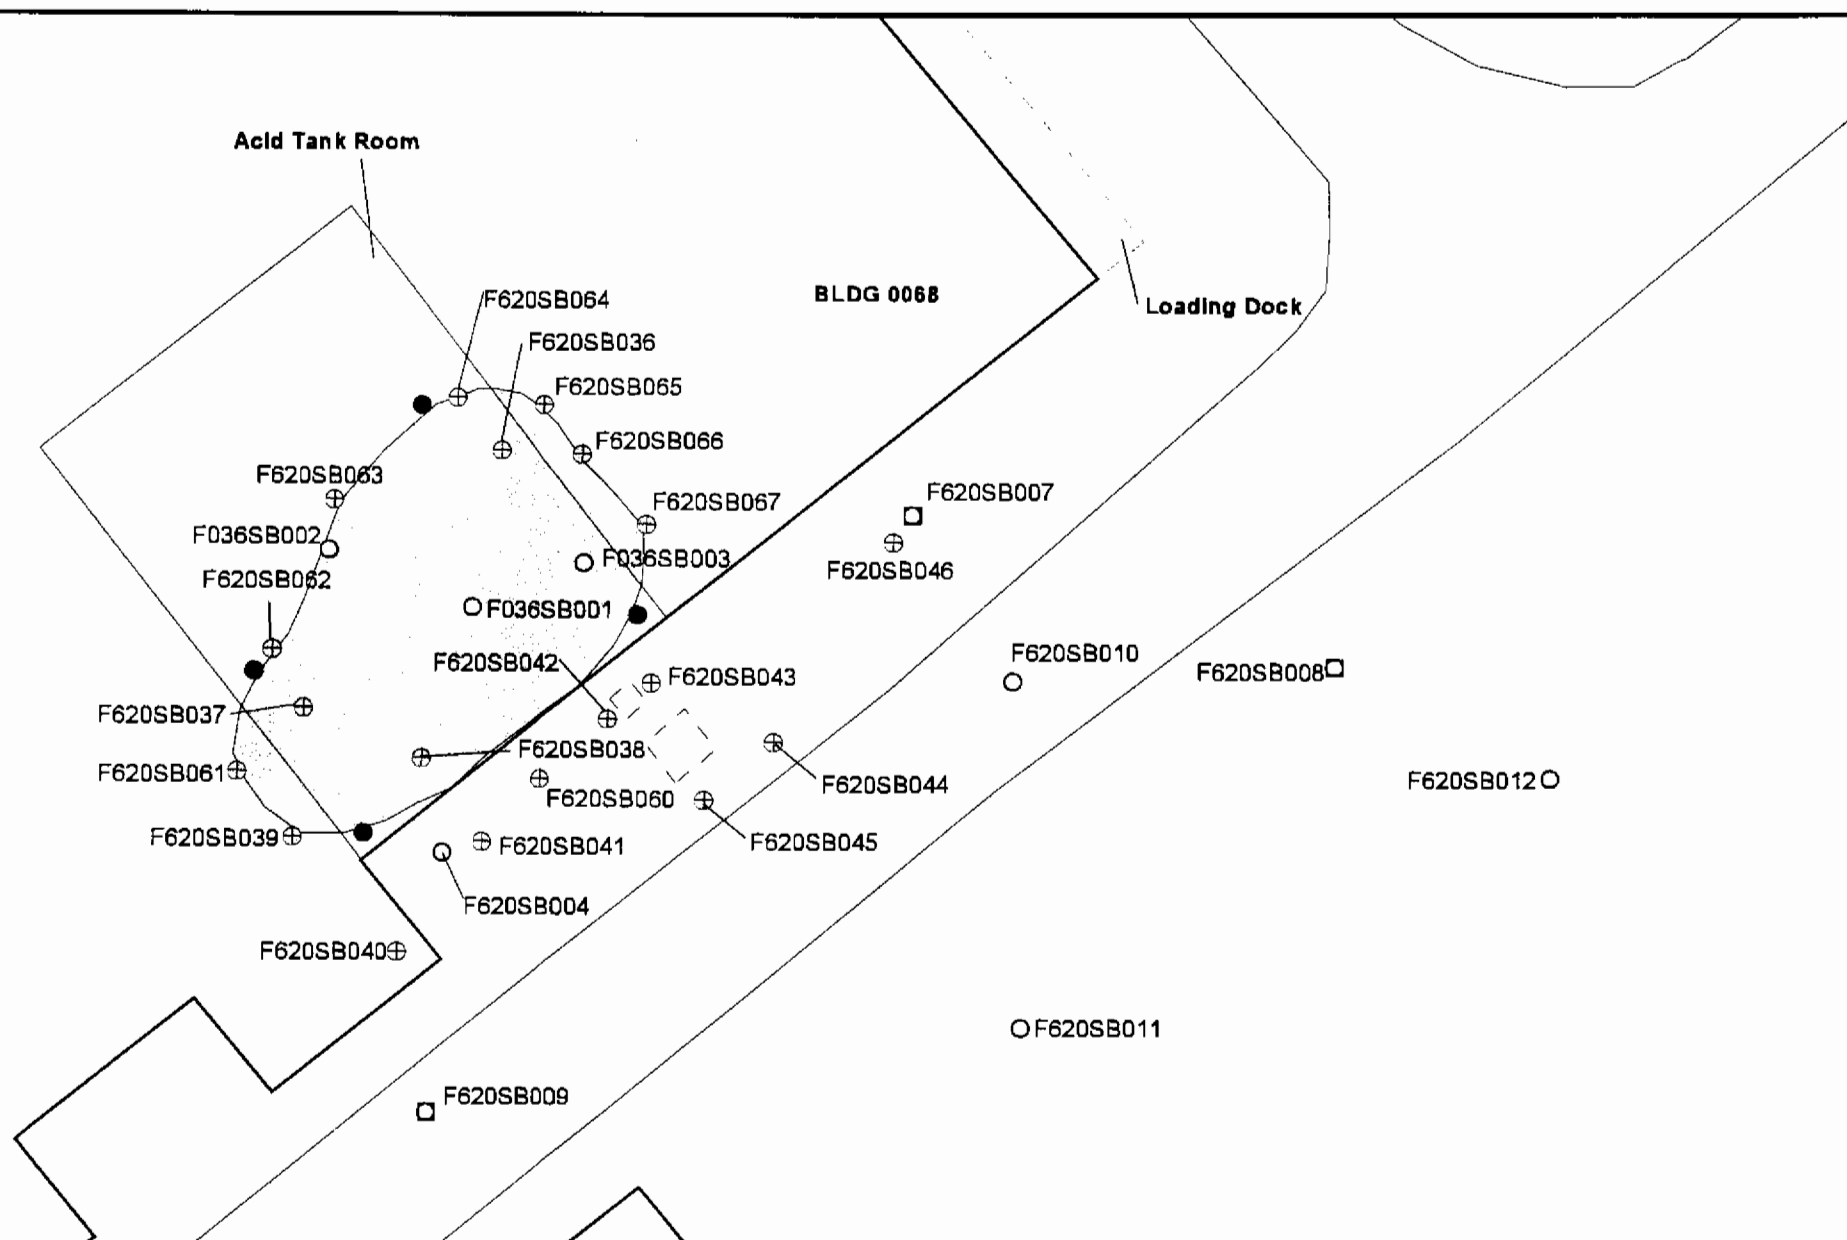 Acid Tank Room
BLDG 0068
F620SB064
Loading Dock
F620SB036
F620SB065
F620SB066
F620SB063
F620SB007
F620SB067
F036SB002
F036SB003
F620SB046
F620SB062
F036SB001
F620SB010
F620SB042
F620SB008
F620SB043
F620SB037
F620SB038
F620SB061
F620SB012
F620SB044
F620SB060
F620SB039
F620SB045
F620SB041
F620SB004
F620SB040
F620SB011
F620SB009